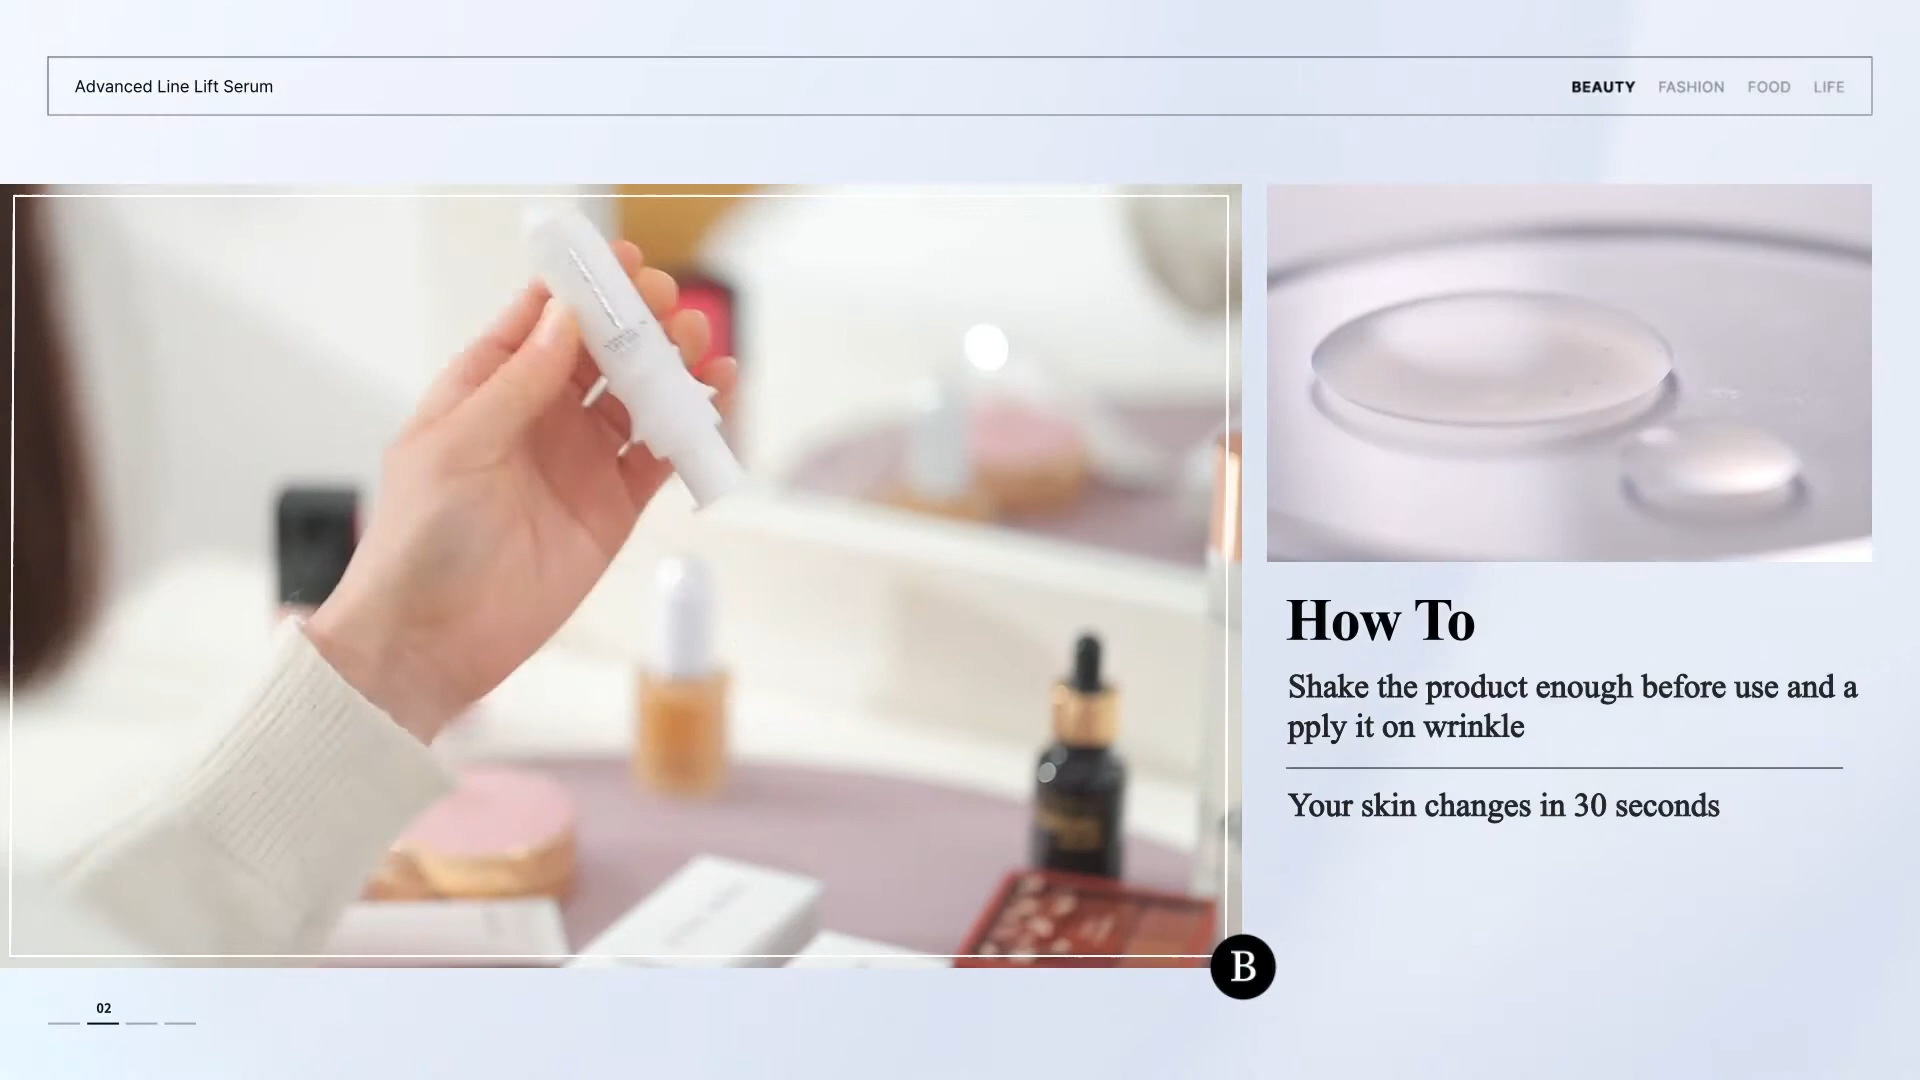 Advanced Line Lift Serum
BEAUTY FASHION FOOD LIFE
How To
Shake the product enough before use and a
pply it on wrinkle
Your skin changes in 30 seconds
B
02